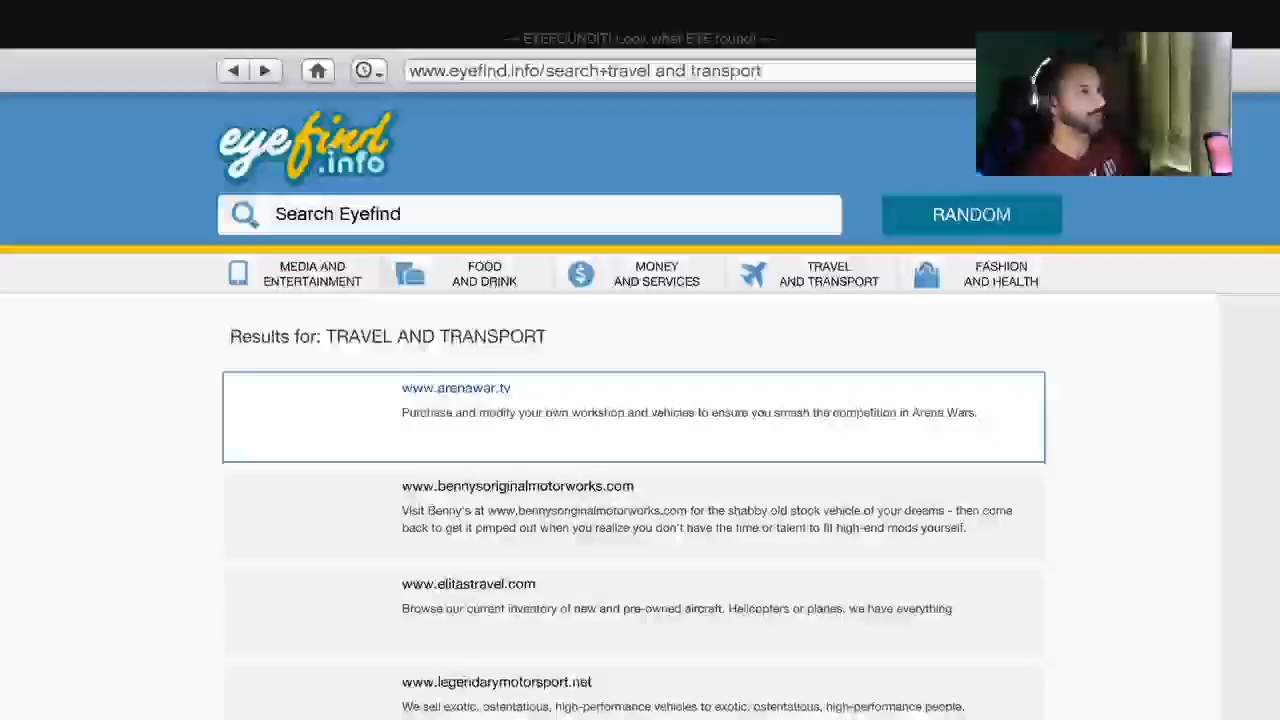 — EYEFOUNDIT! Look what EYE found! —
www.eyefind.info/search+travel and transport
eyefind
.info
Search Eyefind
RANDOM
MEDIA AND
ENTERTAINMENT
FOOD
AND DRINK
MONEY
AND SERVICES
TRAVEL
AND TRANSPORT
FASHION
AND HEALTH
Results for: TRAVEL AND TRANSPORT
www.arenawar.tv
Purchase and modify your own workshop and vehicles to ensure you smash the competition in Arena Wars.
www.bennysoriginalmotorworks.com
Visit Benny's at www.bennysoriginalmotorworks.com for the shabby old stock vehicle of your dreams - then come
back to get it pimped out when you realize you don't have the time or talent to fit high-end mods yourself.
www.elitastravel.com
Browse our current inventory of new and pre-owned aircraft. Helicopters or planes, we have everything
www.legendarymotorsport.net
We sell exotic, ostentatious, high-performance vehicles to exotic, ostentatious, high-performance people.